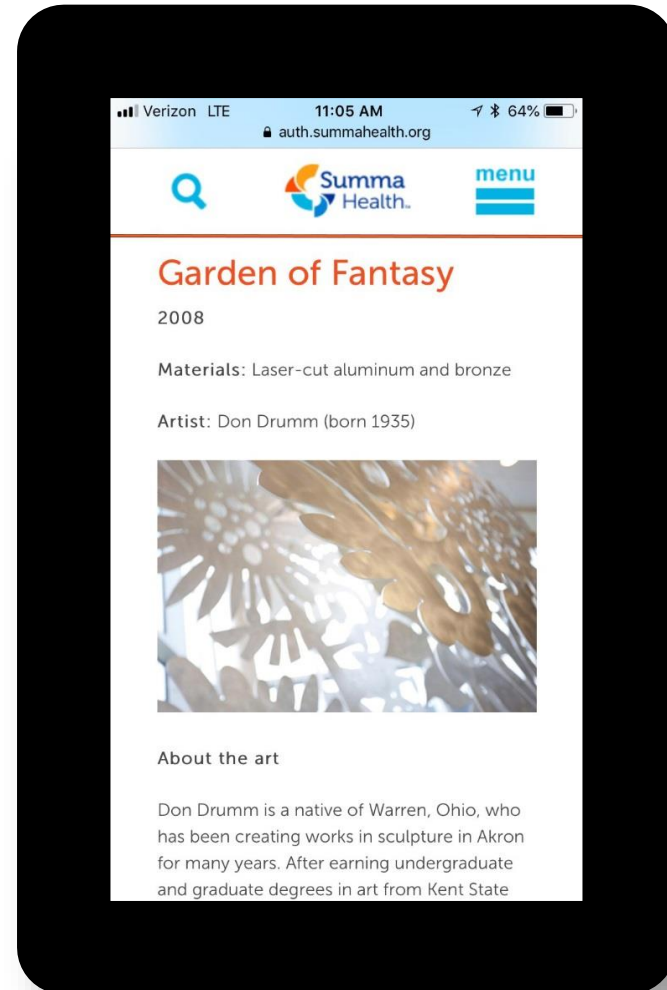 Verizon LTE 11:05 AM 64%
auth.summahealth.org
Summa
Health™
menu
Garden of Fantasy
2008
Materials: Laser-cut aluminum and bronze
Artist: Don Drumm (born 1935)
About the art
Don Drumm is a native of Warren, Ohio, who
has been creating works in sculpture in Akron
for many years. After earning undergraduate
and graduate degrees in art from Kent State